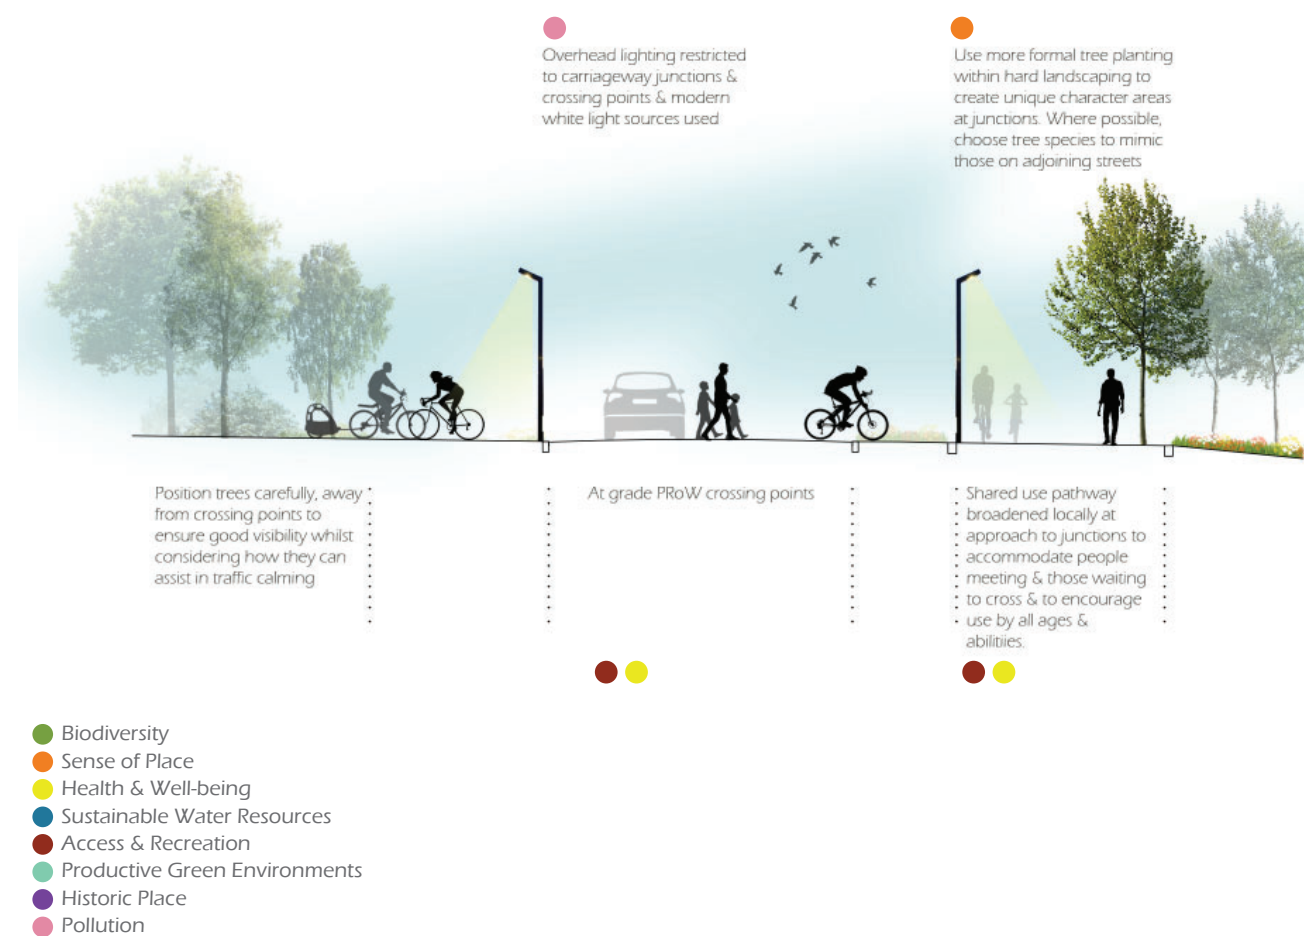 Overhead lighting restricted
to carriageway junctions &
crossing points & modern
white light sources used
Use more formal tree planting
within hard landscaping to
create unique character areas
at junctions. Where possible,
choose tree species to mimic
those on adjoining streets
Position trees carefully, away
from crossing points to
ensure good visibility whilst
considering how they can
assist in traffic calming
At grade PRoW crossing points
Shared use pathway
broadened locally at
approach to junctions to
accommodate people
meeting & those waiting
to cross & to encourage
use by all ages &
abilitiies.
Biodiversity
Sense of Place
Health & Well-being
Sustainable Water Resources
Access & Recreation
Productive Green Environments
Historic Place
Pollution